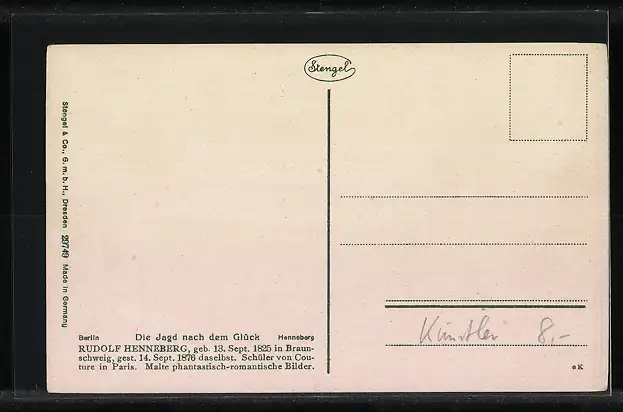 Stengel
Stengel & Co., G. m. b. H., Dresden 29749 Made in Germany
Berlin Die Jagd nach dem Glück Henneberg
RUDOLF HENNEBERG, geb. 13. Sept. 1825 in Braun-
schweig, gest. 14. Sept. 1876 daselbst. Schüler von Cou-
ture in Paris. Malte phantastisch-romantische Bilder.
Künstler 8,-
e K